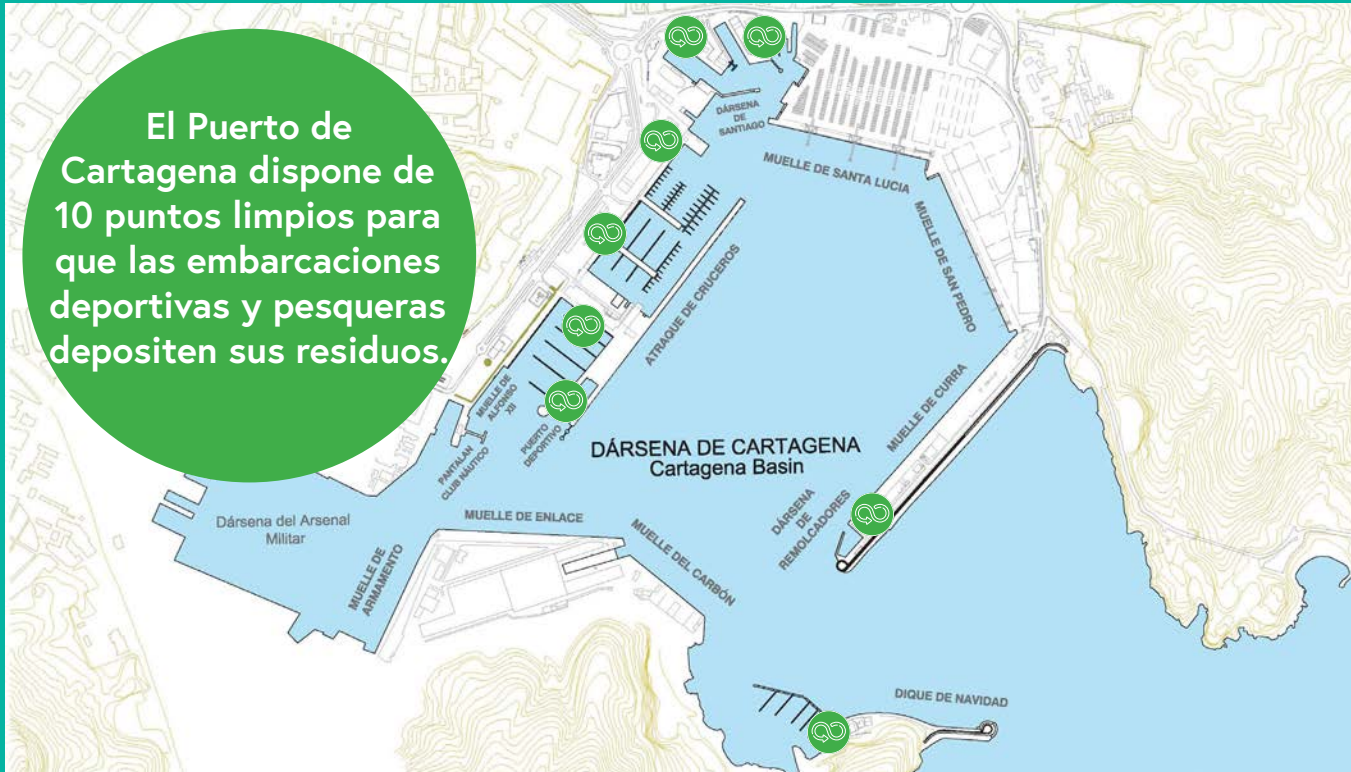 El Puerto de
Cartagena dispone de
10 puntos limpios para
que las embarcaciones
deportivas y pesqueras
depositen sus residuos.
DÁRSENA
DE
SANTIAGO
MUELLE DE SANTA LUCIA
MUELLE DE SAN PEDRO
ATRAQUE DE CRUCEROS
MUELLE DE CURRA
MUELLE DE
ALFONSO
XII
PUERTO
DEPORTIVO
PANTALAN
CLUB NÁUTICO
DÁRSENA DE CARTAGENA
Cartagena Basin
DÁRSENA
DE
REMOLCADORES
Dársena del Arsenal
Militar
MUELLE DE ENLACE
MUELLE DE
ARMAMENTO
MUELLE DEL CARBÓN
DIQUE DE NAVIDAD